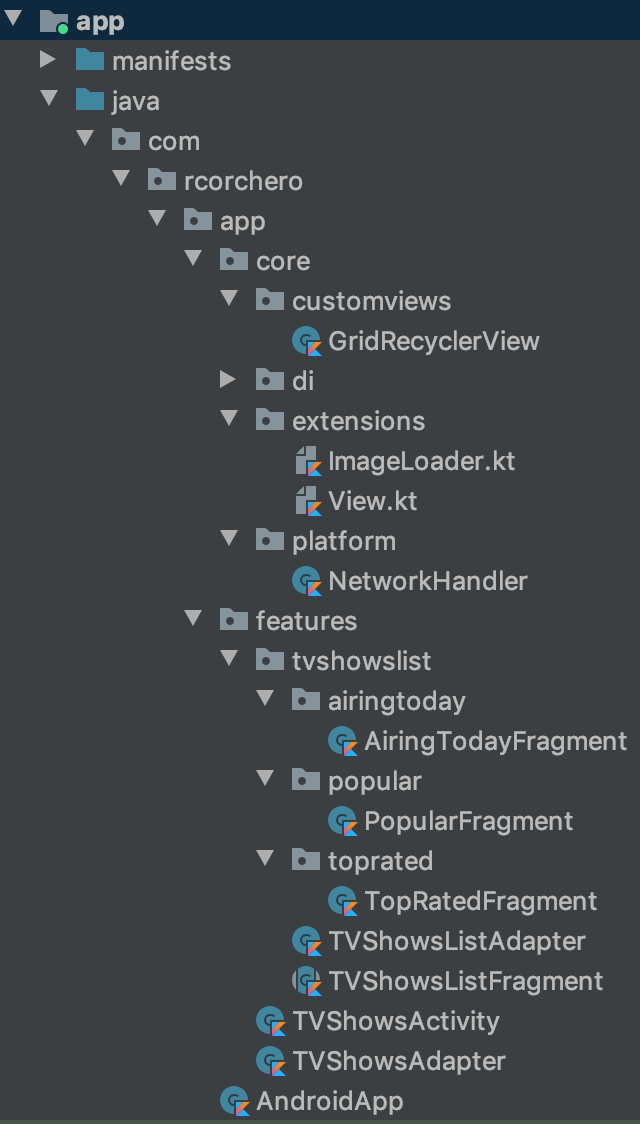 app
manifests
java
com
rcorchero
app
core
customviews
GridRecyclerView
di
extensions
ImageLoader.kt
View.kt
platform
NetworkHandler
features
tvshowslist
airingtoday
AiringTodayFragment
popular
PopularFragment
toprated
TopRatedFragment
TVShowsListAdapter
TVShowsListFragment
TVShowsActivity
TVShowsAdapter
AndroidApp